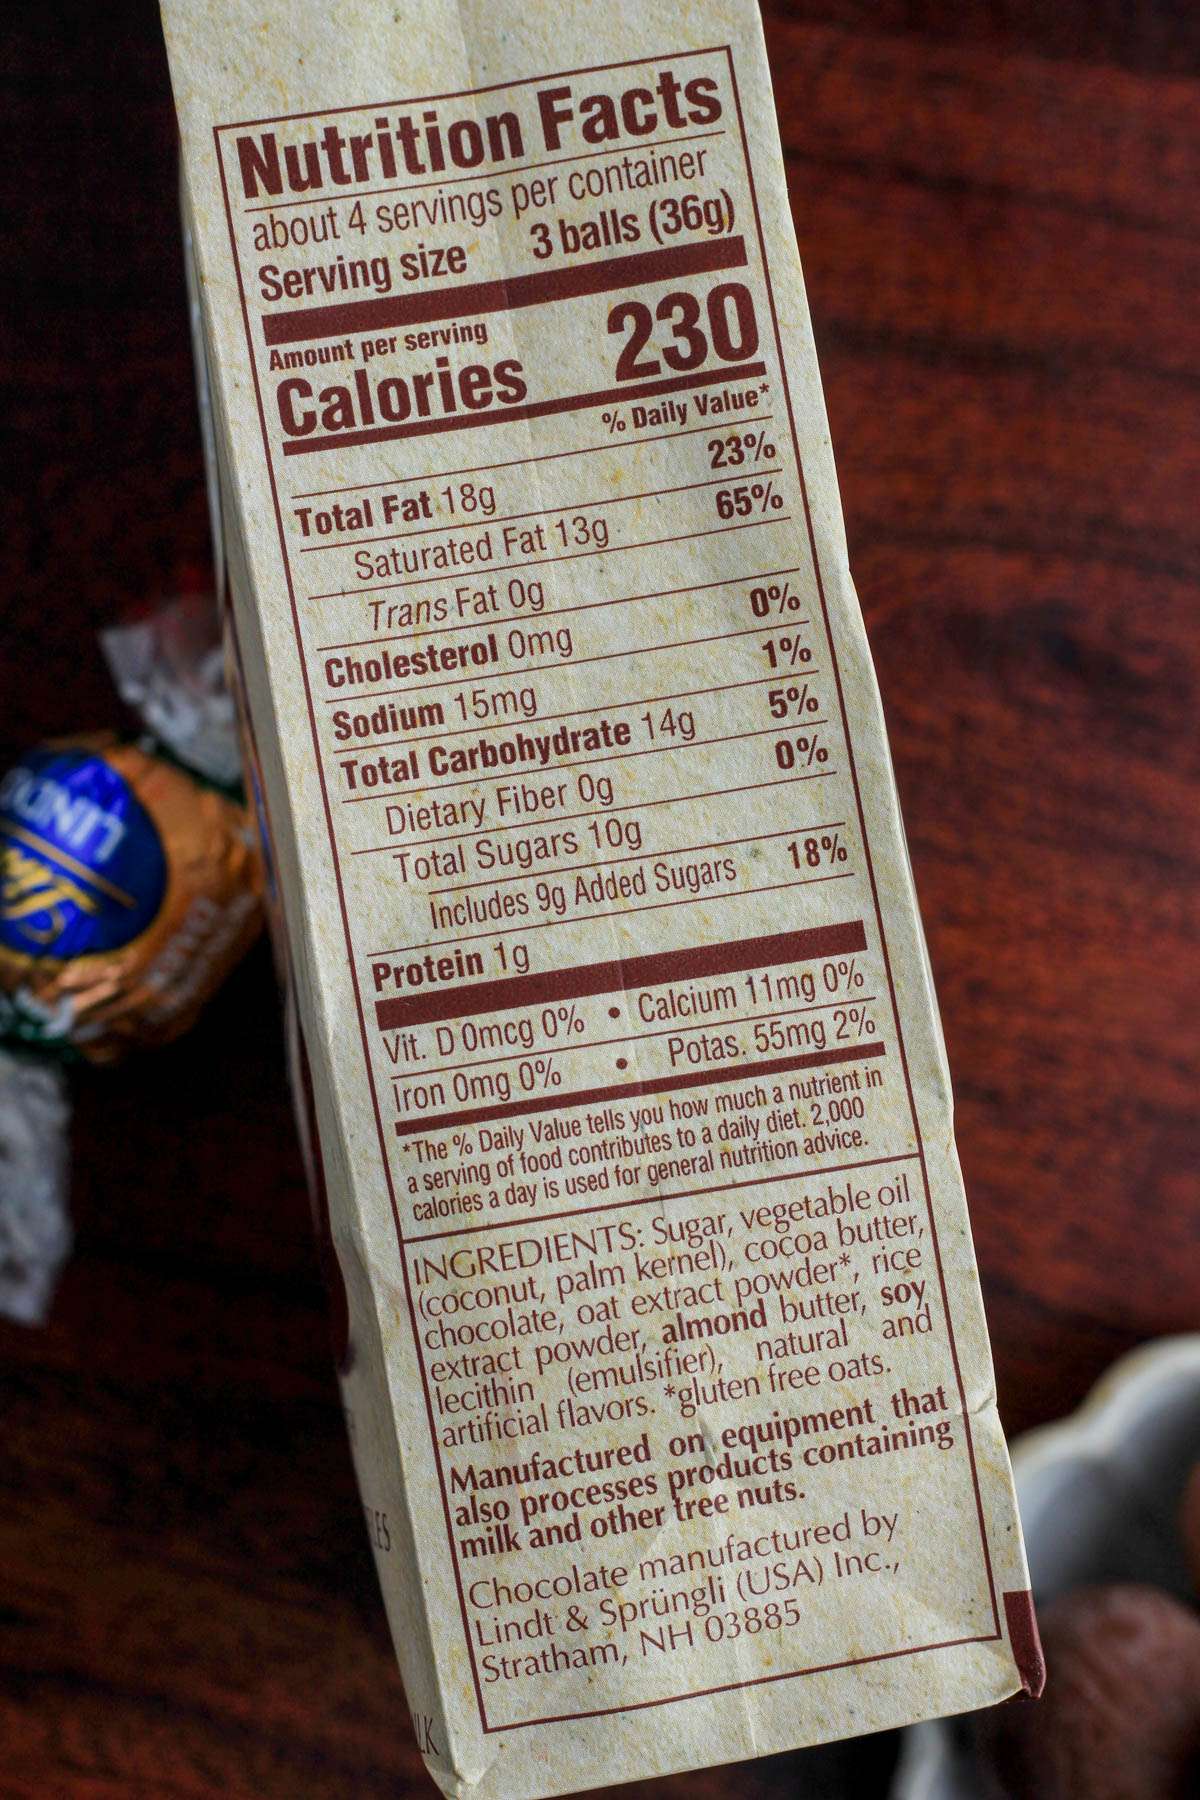 Nutrition Facts
about 4 servings per container
Serving size 3 balls (36g)
Amount per serving
Calories 230
% Daily Value*
Total Fat 18g 23%
Saturated Fat 13g 65%
Trans Fat 0g
Cholesterol 0mg 0%
Sodium 15mg 1%
Total Carbohydrate 14g 5%
Dietary Fiber 0g 0%
Total Sugars 10g
Includes 9g Added Sugars 18%
Protein 1g
Vit. D 0mcg 0% • Calcium 11mg 0%
Iron 0mg 0% • Potas. 55mg 2%
*The % Daily Value tells you how much a nutrient in
a serving of food contributes to a daily diet. 2,000
calories a day is used for general nutrition advice.
INGREDIENTS: Sugar, vegetable oil
(coconut, palm kernel), cocoa butter,
chocolate, oat extract powder*, rice
extract powder, almond butter, soy
lecithin (emulsifier), natural and
artificial flavors. *gluten free oats.
Manufactured on equipment that
also processes products containing
milk and other tree nuts.
Chocolate manufactured by
Lindt & Sprüngli (USA) Inc.,
Stratham, NH 03885
LINDT